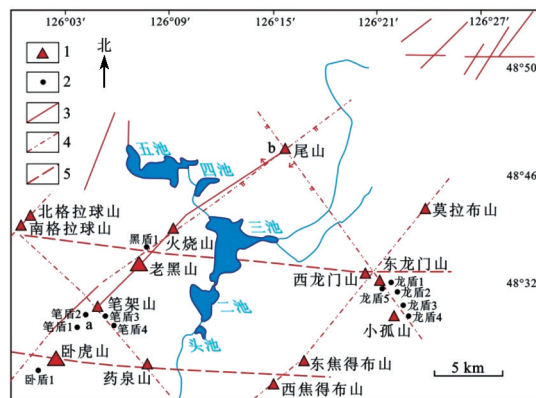 126°03′ 126°09′ 126°15′ 126°21′ 126°27′
1
北
2
48°50′
3
4
b 尾山
五池
5
四池
48°46′
北格拉球山
莫拉布山
南格拉球山
黑盾1
火烧山
三池
东龙门山
老黑山
西龙门山
龙盾1
48°32′
龙盾5
龙盾2
笔架山
二池
龙盾3
笔盾2
笔盾3
龙盾4
笔盾1
a
笔盾4
小孤山
头池
卧虎山
东焦得布山
5 km
药泉山
卧盾1
西焦得布山